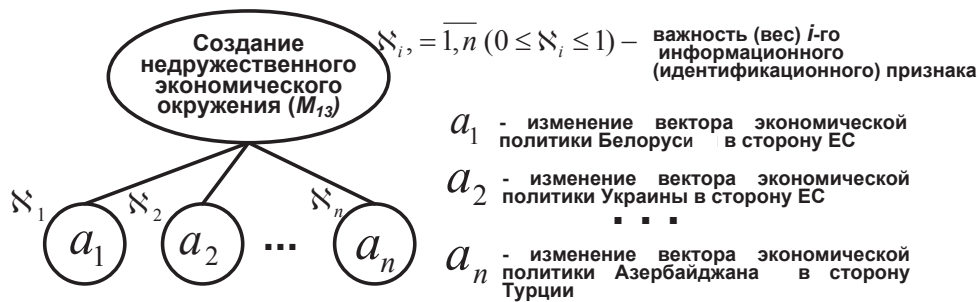 Создание
недружественного
экономического
окружения (M₁₃)
ℵᵢ, = 1,n (0 ≤ ℵᵢ ≤ 1) –
важность (вес) i-го
информационного
(идентификационного) признака
a₁ - изменение вектора экономической
политики Белоруси в сторону ЕС
a₂ - изменение вектора экономической
политики Украины в сторону ЕС
. . .
aₙ - изменение вектора экономической
политики Азербайджана в сторону
Турции
ℵ₁ ℵ₂ ℵₙ
a₁ a₂ ... aₙ